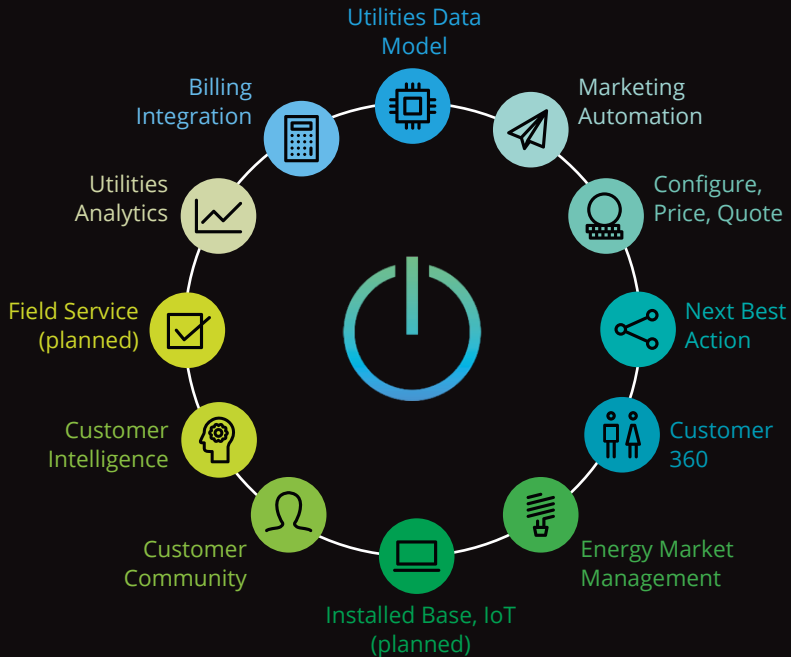 Utilities Data
Model
Marketing
Automation
Configure,
Price, Quote
Next Best
Action
Customer
360
Energy Market
Management
Installed Base, IoT
(planned)
Customer
Community
Customer
Intelligence
Field Service
(planned)
Utilities
Analytics
Billing
Integration